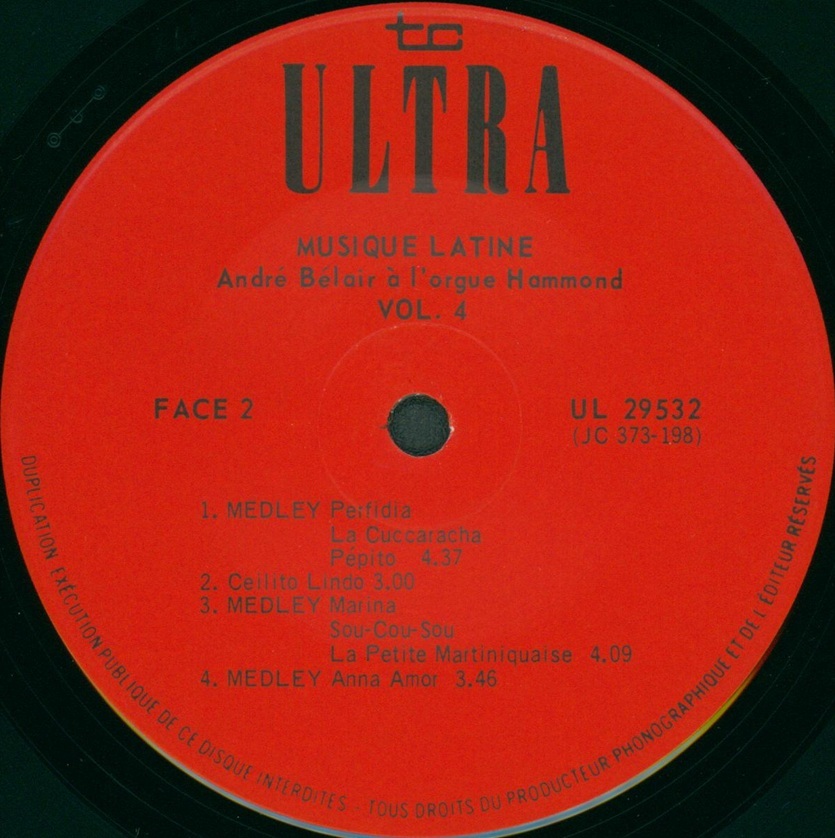 tc
ULTRA
MUSIQUE LATINE
André Bélair à l'orgue Hammond
VOL. 4
FACE 2
UL 29532
(JC 373-198)
1. MEDLEY Perfidia
La Cuccaracha
Pépito 4.37
2. Ceilito Lindo 3.00
3. MEDLEY Marina
Sou-Cou-Sou
La Petite Martiniquaise 4.09
4. MEDLEY Anna Amor 3.46
DUPLICATION EXÉCUTION PUBLIQUE DE CE DISQUE INTERDITES - TOUS DROITS DU PRODUCTEUR PHONOGRAPHIQUE ET DE L'ÉDITEUR RÉSERVÉS